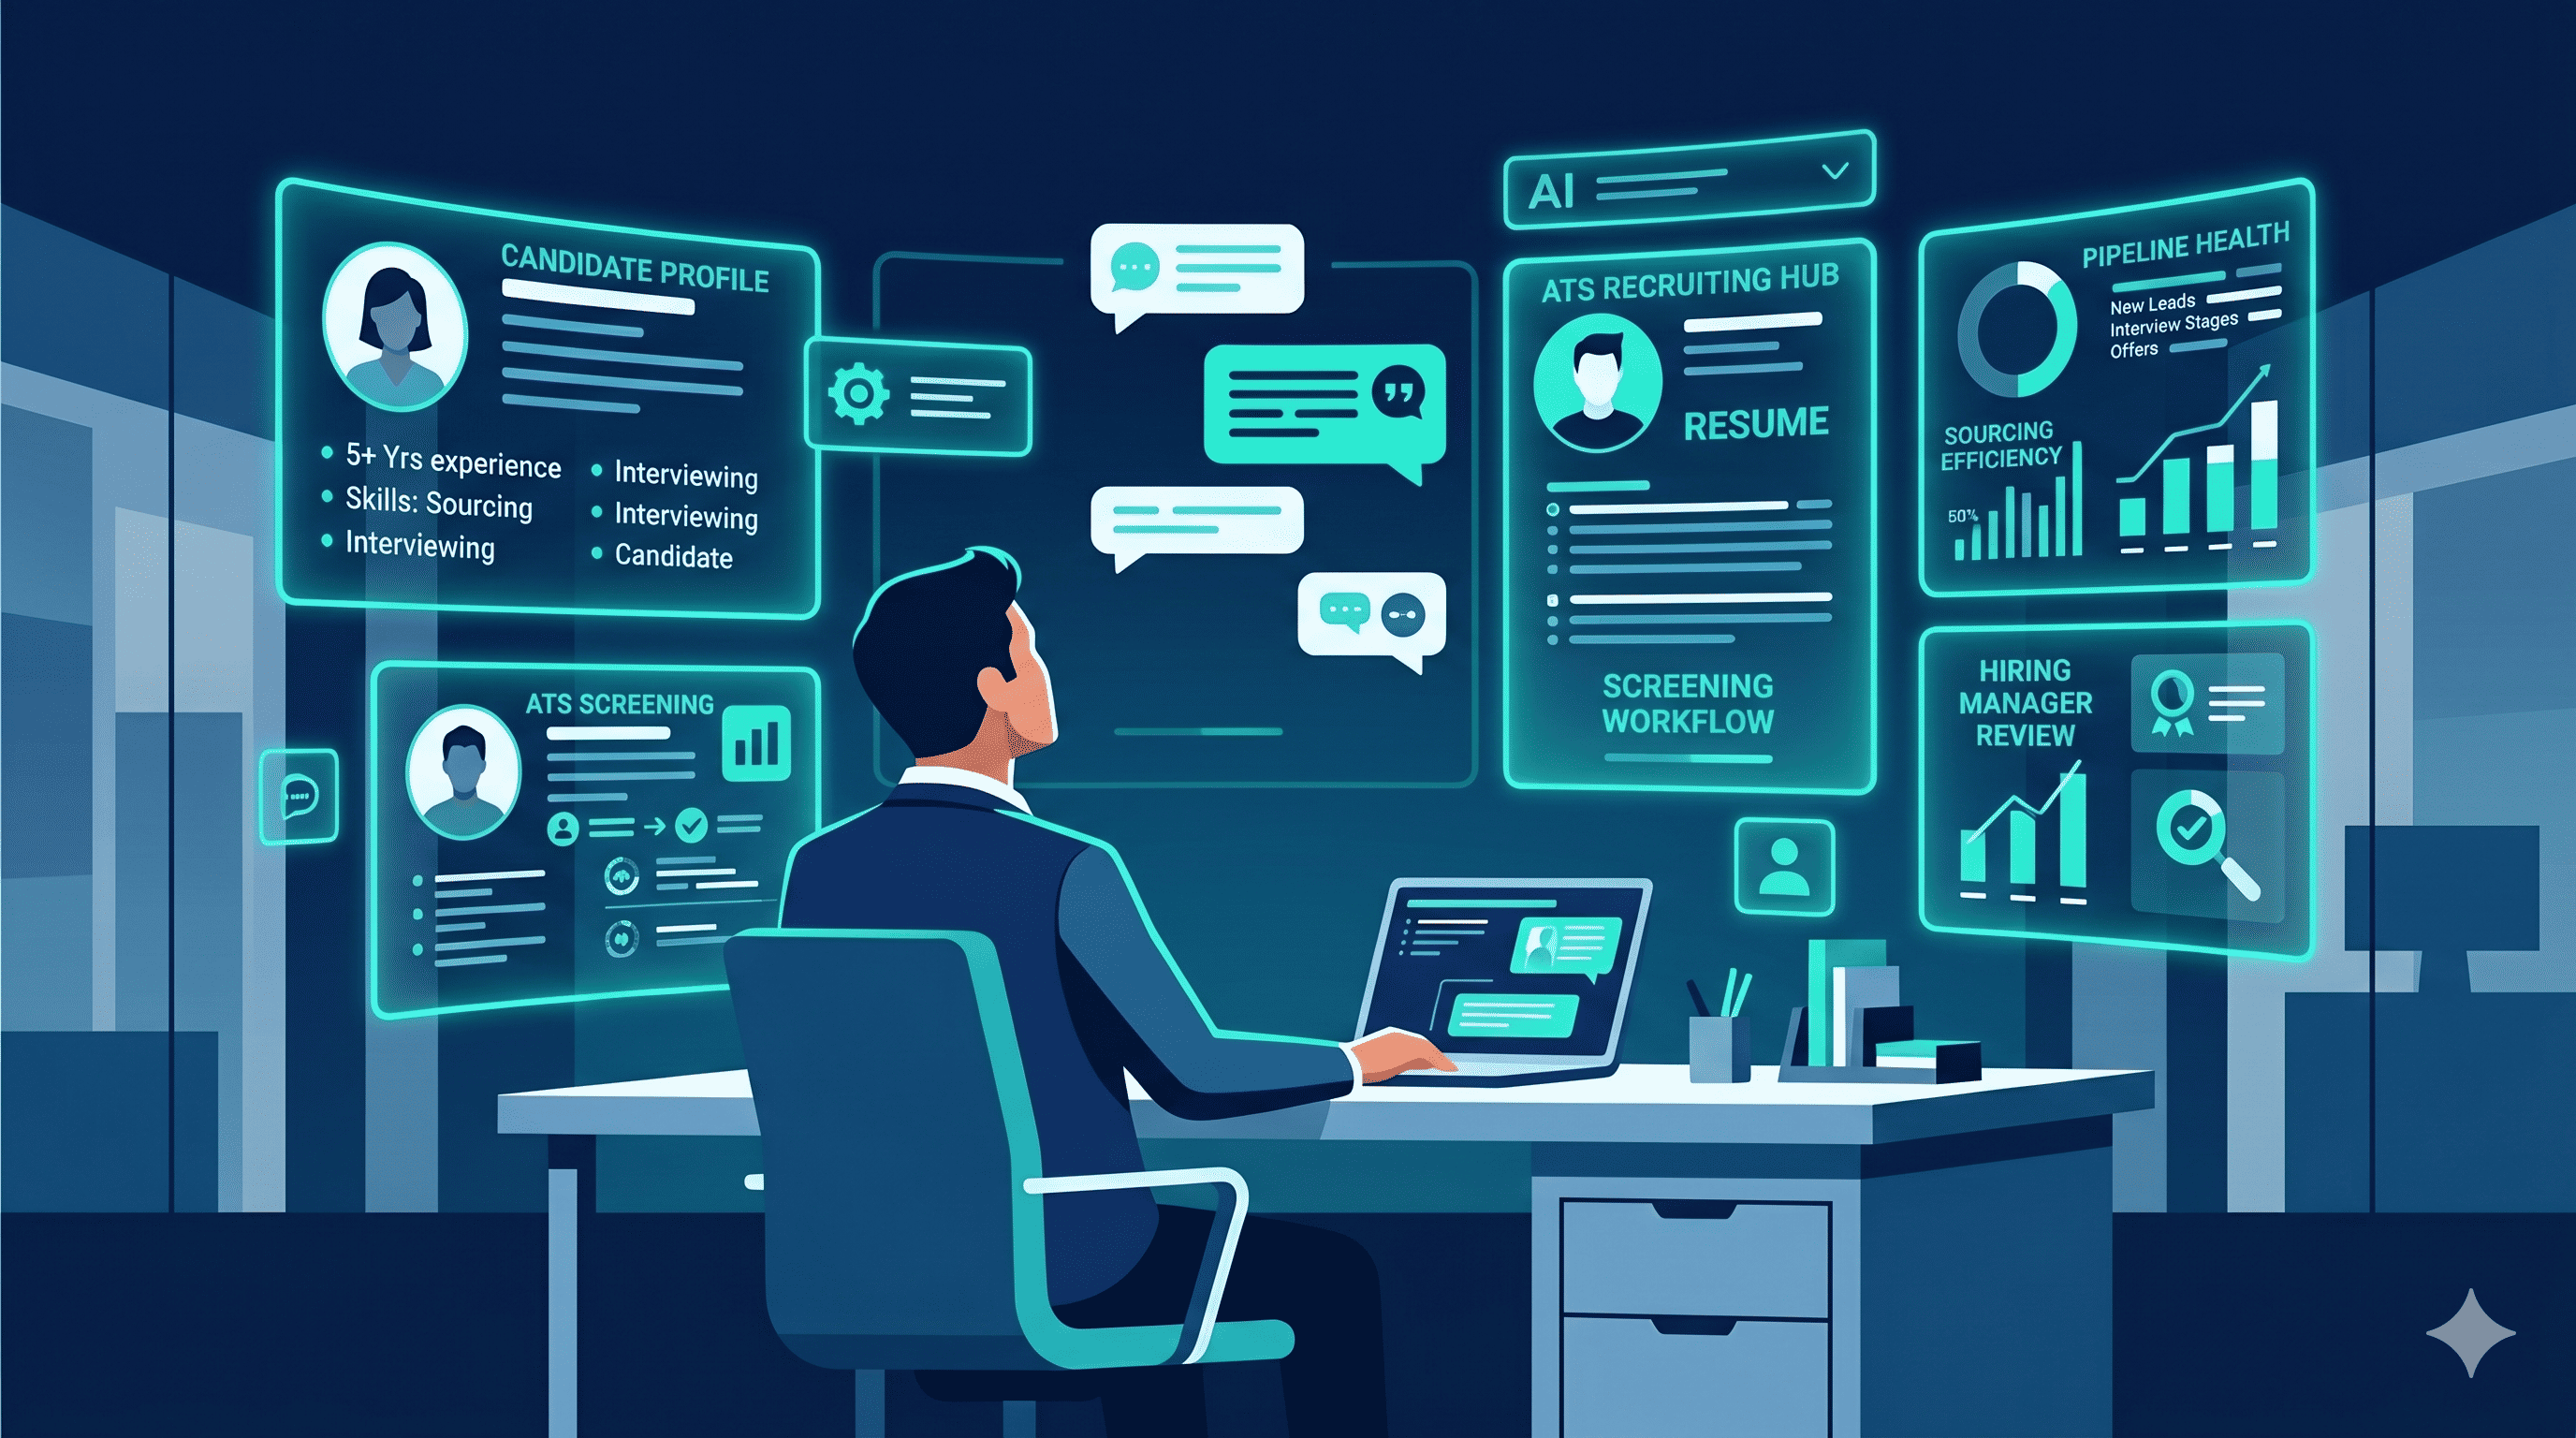 CANDIDATE PROFILE
5+ Yrs experience
Skills: Sourcing
Interviewing
Interviewing
Interviewing
Candidate
ATS SCREENING
AI
ATS RECRUITING HUB
RESUME
SCREENING
WORKFLOW
PIPELINE HEALTH
New Leads
Interview Stages
Offers
SOURCING
EFFICIENCY
50%
HIRING
MANAGER
REVIEW